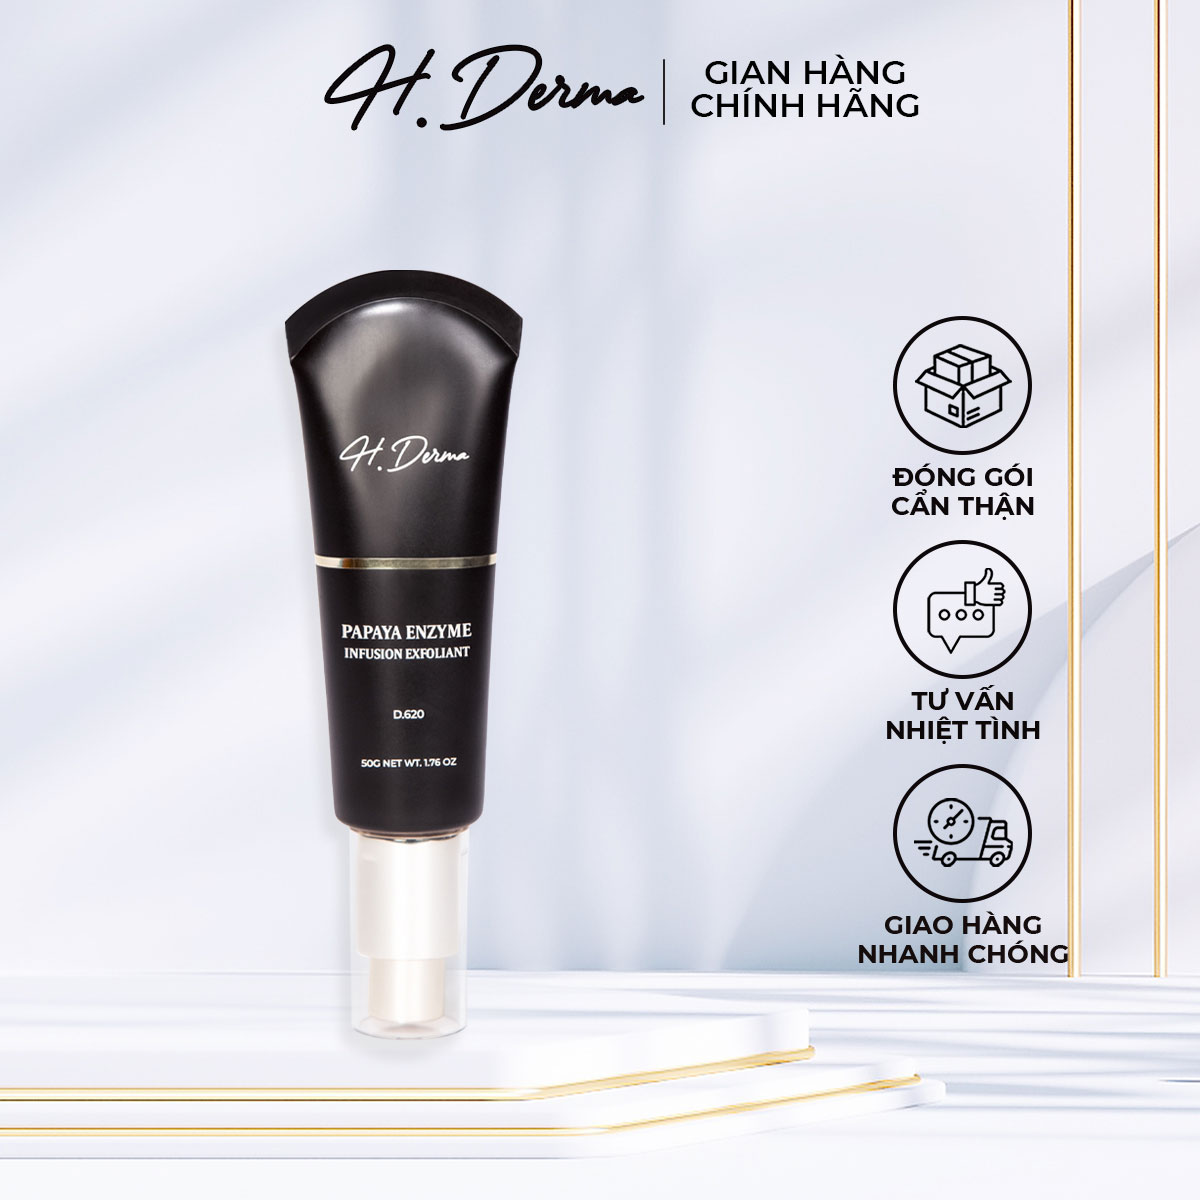 H. Derma
GIAN HÀNG
CHÍNH HÃNG
H. Derma
PAPAYA ENZYME
INFUSION EXFOLIANT
D.620
50G NET WT. 1.76 OZ
ĐÓNG GÓI
CẨN THẬN
TƯ VẤN
NHIỆT TÌNH
GIAO HÀNG
NHANH CHÓNG